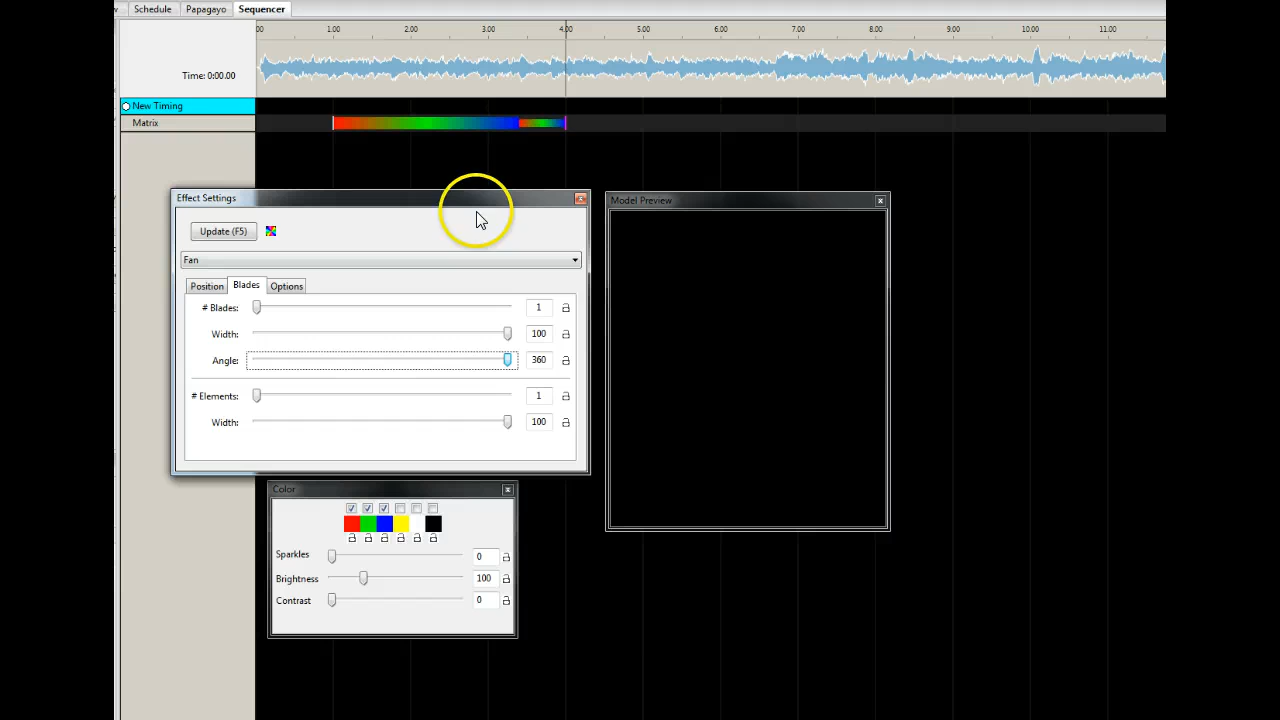 w Schedule Papagayo Sequencer
00 1.00 2.00 3.00 4.00 5.00 6.00 7.00 8.00 9.00 10.00 11.00
Time: 0:00.00
New Timing
Matrix
Effect Settings
Update (F5)
Fan
Position Blades Options
# Blades: 1
Width: 100
Angle: 360
# Elements: 1
Width: 100
Model Preview
Color
Sparkles 0
Brightness 100
Contrast 0